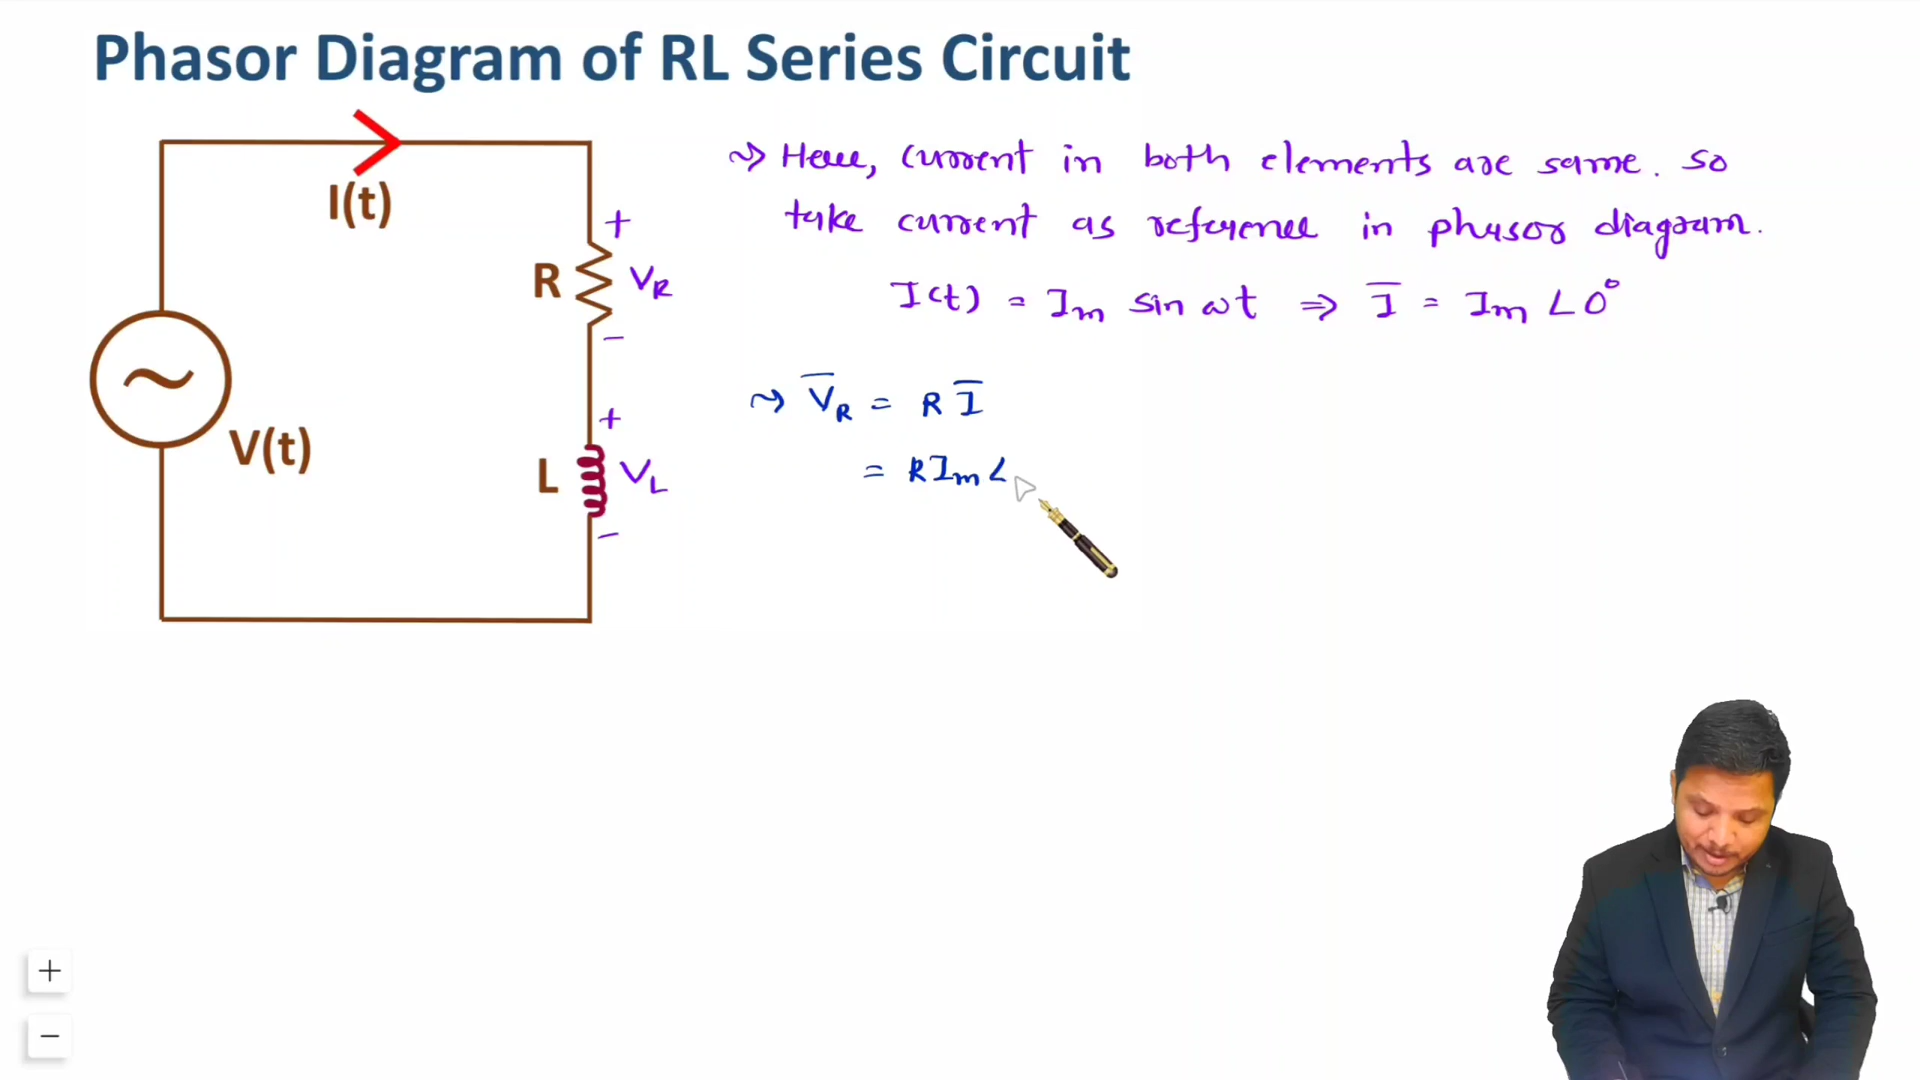 Phasor Diagram of RL Series Circuit
I(t)
+
R
VR
−
V(t)
+
L
VL
−
~> Here, current in both elements are same. so
take current as reference in phasor diagram.
I(t) = Im sin ωt ⇒ I̅ = Im ∠0°
~> V̅R = R I̅
= RIm ∠
+
−